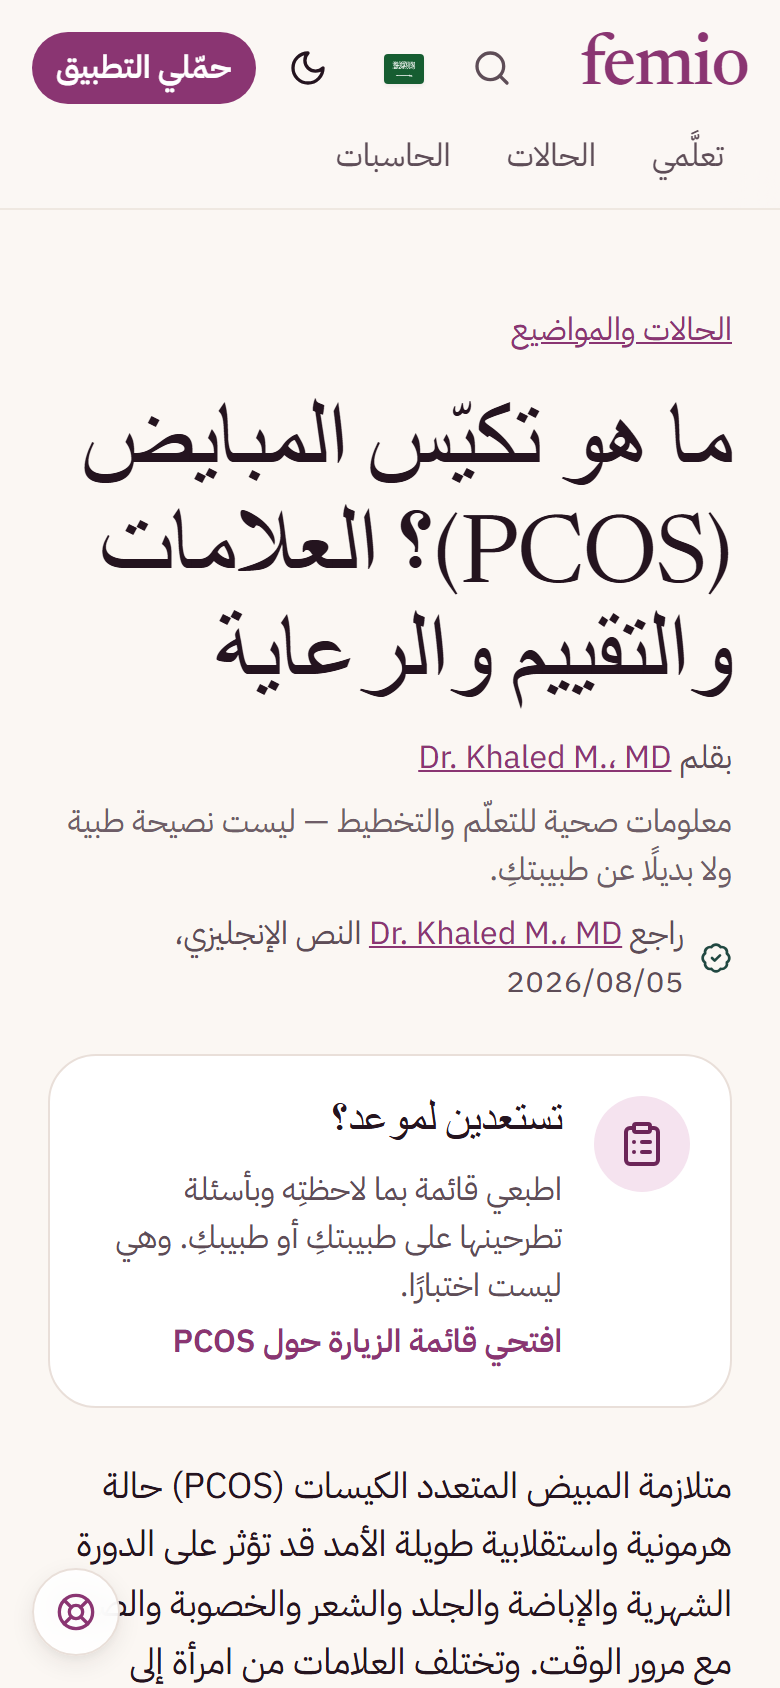 femio
حمّلي التطبيق
تعلَّمي
الحالات
الحاسبات
الحالات والمواضيع
ما هو تكيّس المبايض
(PCOS)؟ العلامات
والتقييم والرعاية
بقلم Dr. Khaled M.، MD
معلومات صحية للتعلّم والتخطيط — ليست نصيحة طبية
ولا بديلًا عن طبيبتكِ.
راجع Dr. Khaled M.، MD النص الإنجليزي،
2026/08/05
تستعدين لموعد؟
اطبعي قائمة بما لاحظتِه وبأسئلة
تطرحينها على طبيبتكِ أو طبيبكِ. وهي
ليست اختبارًا.
افتحي قائمة الزيارة حول PCOS
متلازمة المبيض المتعدد الكيسات (PCOS) حالة
هرمونية واستقلابية طويلة الأمد قد تؤثر على الدورة
الشهرية والإباضة والجلد والشعر والخصوبة
مع مرور الوقت. وتختلف العلامات من امرأة إلى